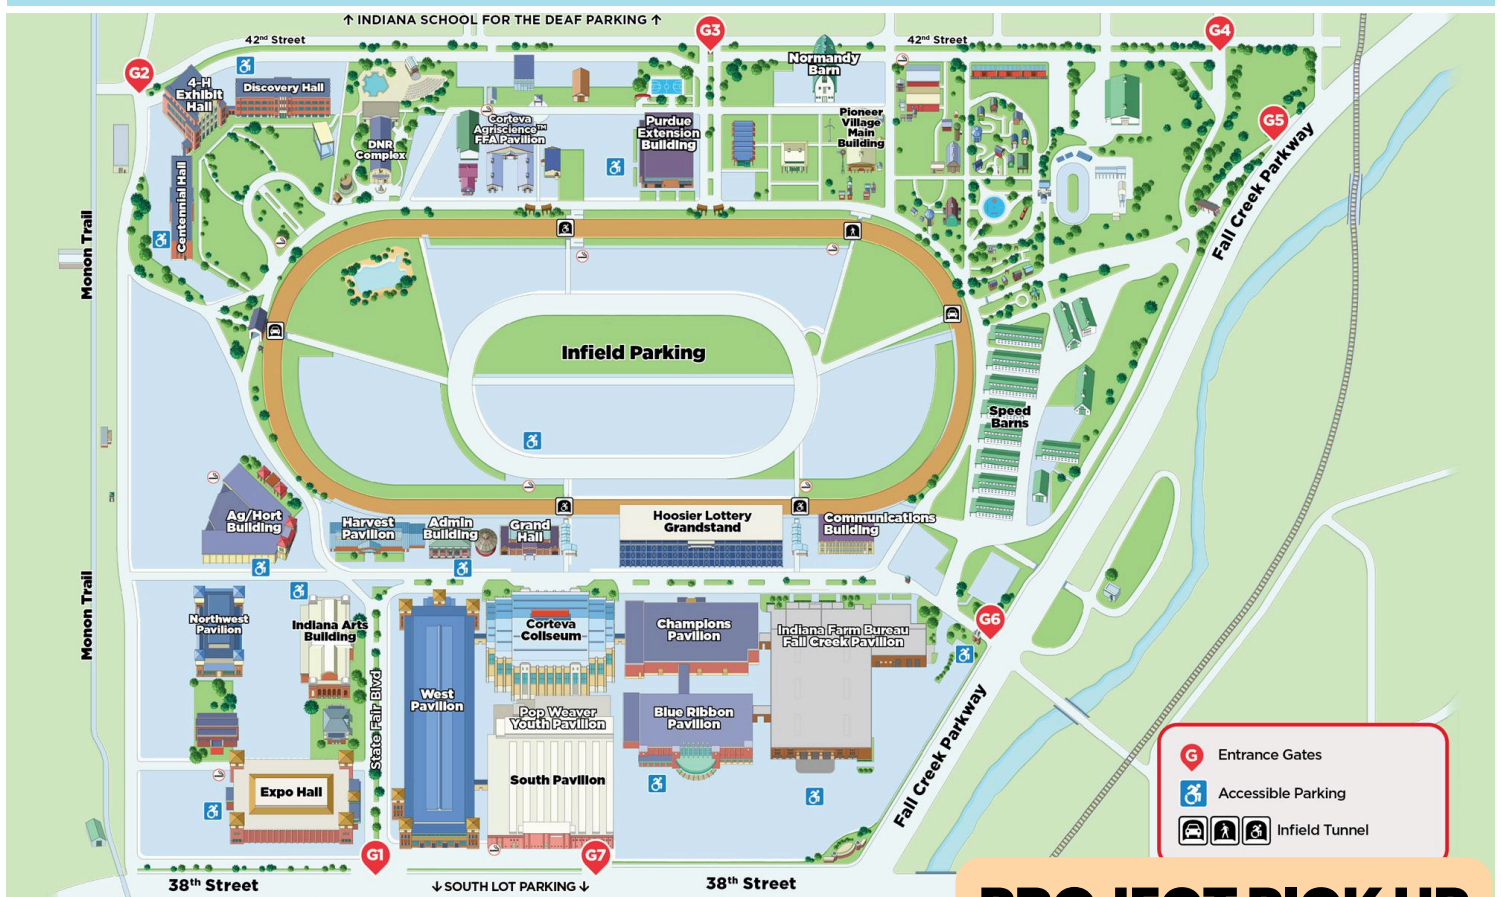 ↑ INDIANA SCHOOL FOR THE DEAF PARKING ↑
42nd Street
G3
42nd Street
G4
G2
Normandy
Barn
4-H
Exhibit
Hall
Discovery Hall
G5
Corteva
Agriscience™
FFA Pavilion
Purdue
Extension
Building
Pioneer
Village
Main
Building
DNR
Complex
Fall Creek Parkway
Centennial Hall
Monon Trail
Infield Parking
Speed
Barns
Ag/Hort
Building
Harvest
Pavilion
Admin
Building
Grand
Hall
Hoosier Lottery
Grandstand
Communications
Building
Monon Trail
Northwest
Pavilion
Indiana Arts
Building
Corteva
Coliseum
Champions
Pavilion
Indiana Farm Bureau
Fall Creek Pavilion
G6
State Fair Blvd
West
Pavilion
Pop Weaver
Youth Pavilion
Blue Ribbon
Pavilion
Fall Creek Parkway
South Pavilion
Expo Hall
G Entrance Gates
Accessible Parking
Infield Tunnel
G1
G7
38th Street
↓ SOUTH LOT PARKING ↓
38th Street
PROJECT PICK UP